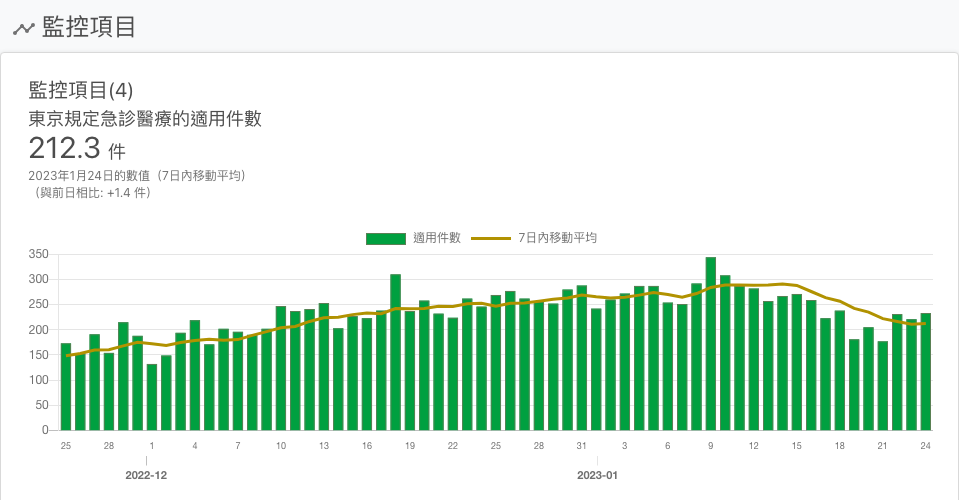 監控項目
監控項目(4)
東京規定急診醫療的適用件數
212.3 件
2023年1月24日的數值（7日內移動平均）
（與前日相比: +1.4 件）
適用件數 7日內移動平均
350
300
250
200
150
100
50
0
25 28 1 4 7 10 13 16 19 22 25 28 31 3 6 9 12 15 18 21 24
2022-12 2023-01